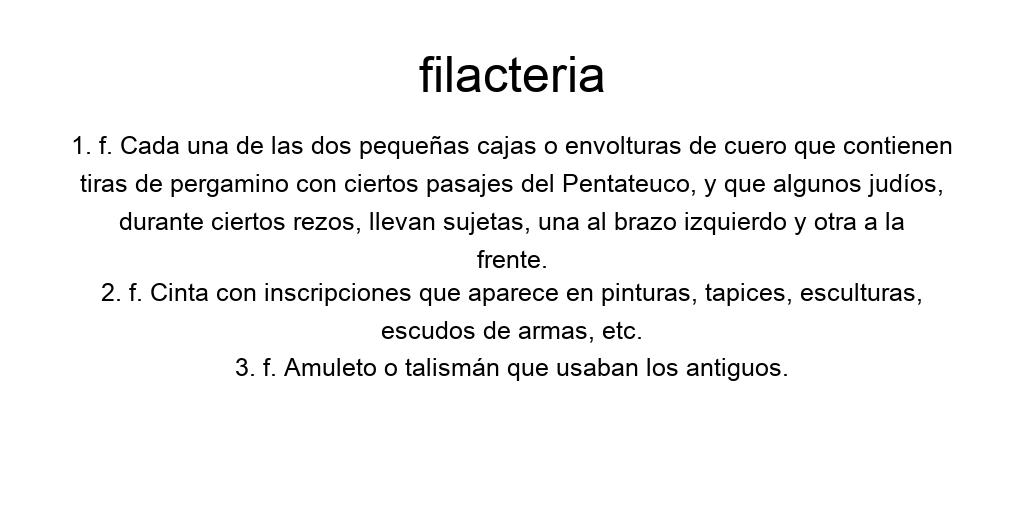 filacteria
1. f. Cada una de las dos pequeñas cajas o envolturas de cuero que contienen
tiras de pergamino con ciertos pasajes del Pentateuco, y que algunos judíos,
durante ciertos rezos, llevan sujetas, una al brazo izquierdo y otra a la
frente.
2. f. Cinta con inscripciones que aparece en pinturas, tapices, esculturas,
escudos de armas, etc.
3. f. Amuleto o talismán que usaban los antiguos.